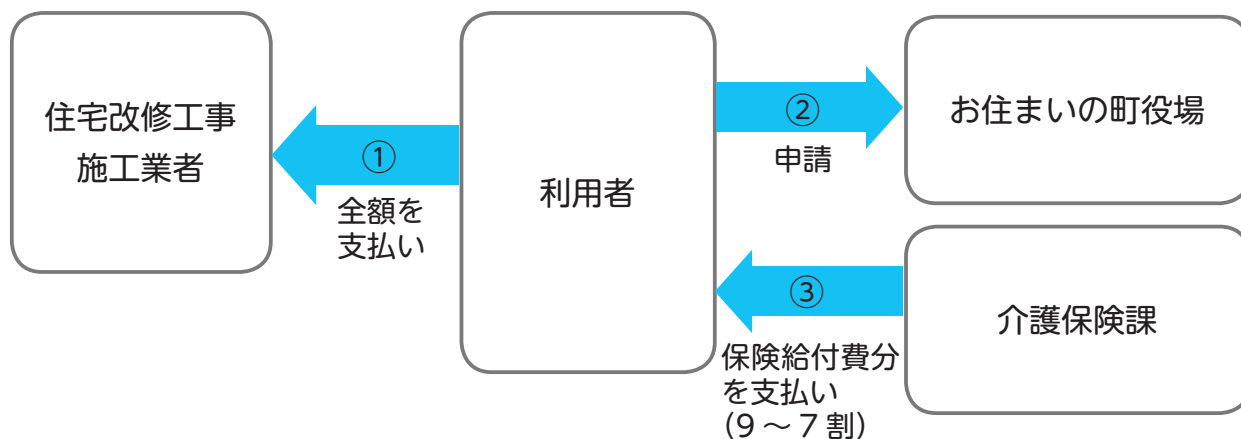 住宅改修工事
施工業者
①
全額を
支払い
利用者
②
申請
お住まいの町役場
③
保険給付費分
を支払い
（9～7割）
介護保険課